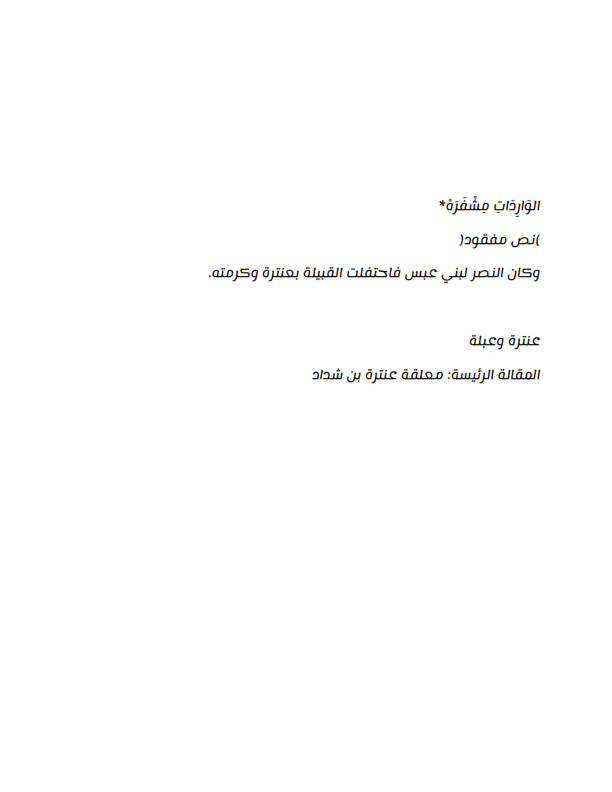 الوَارِدَاتِ مِشْفَرَهُ*
)نص مفقود(
وكان النصر لبني عبس فاحتفلت القبيلة بعنترة وكرمته.
عنترة وعبلة
المقالة الرئيسة: معلقة عنترة بن شداد